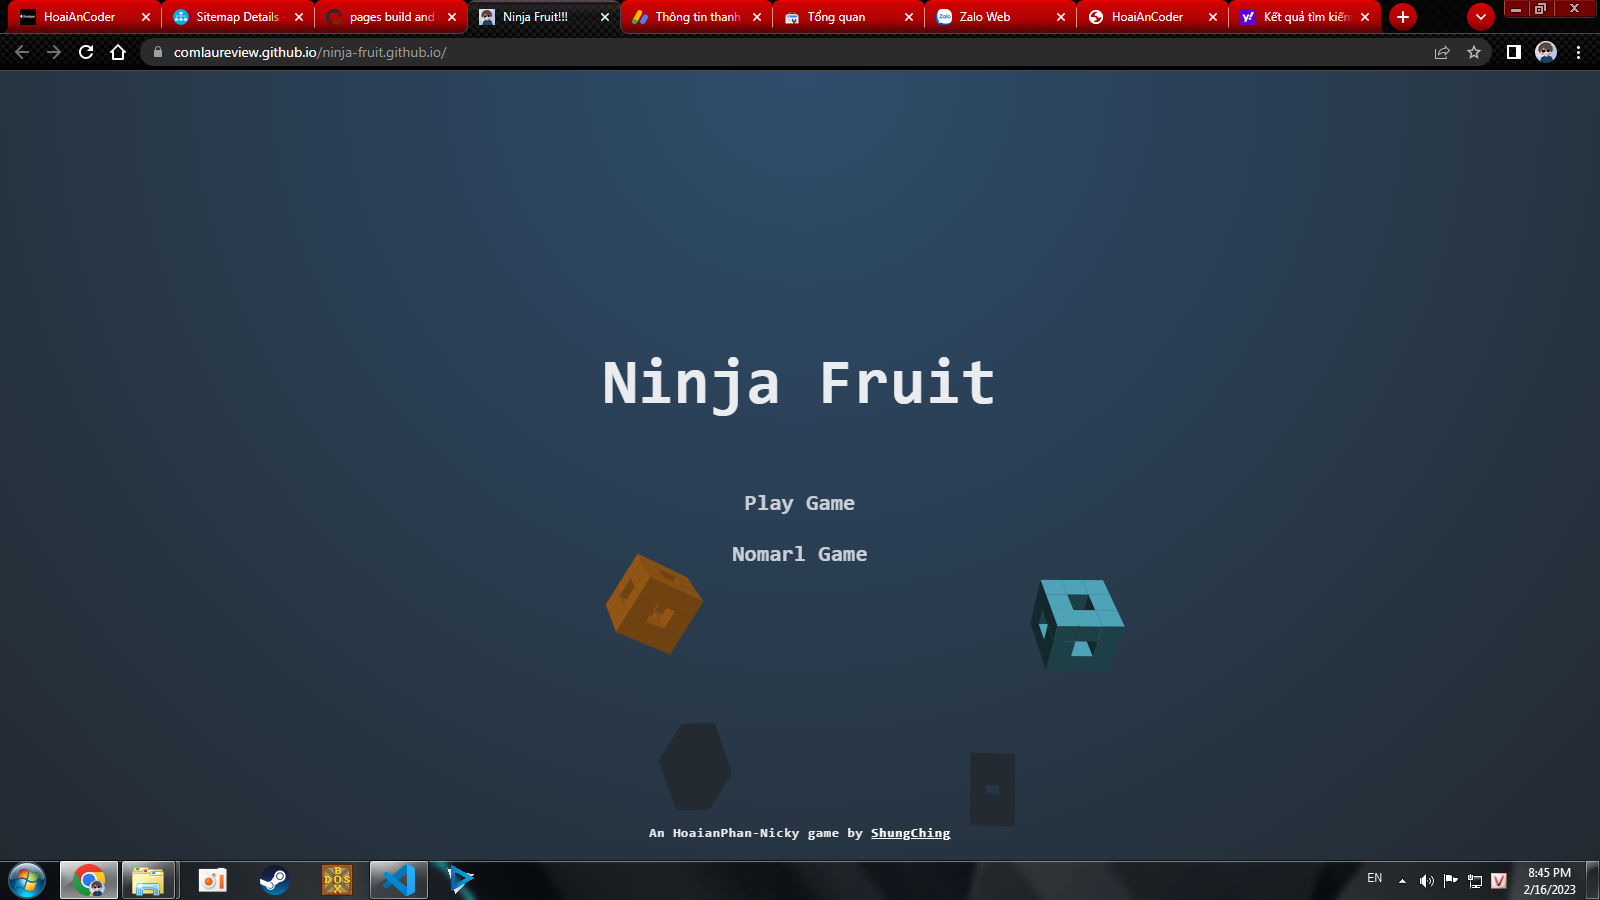 HoaiAnCoder
Sitemap Details -
pages build and
Ninja Fruit!!!
Thông tin thanh
Tổng quan
Zalo Web
HoaiAnCoder
Kết quả tìm kiếm
comlaureview.github.io/ninja-fruit.github.io/
Ninja Fruit
Play Game
Nomarl Game
An HoaianPhan-Nicky game by ShungChing
EN
8:45 PM
2/16/2023